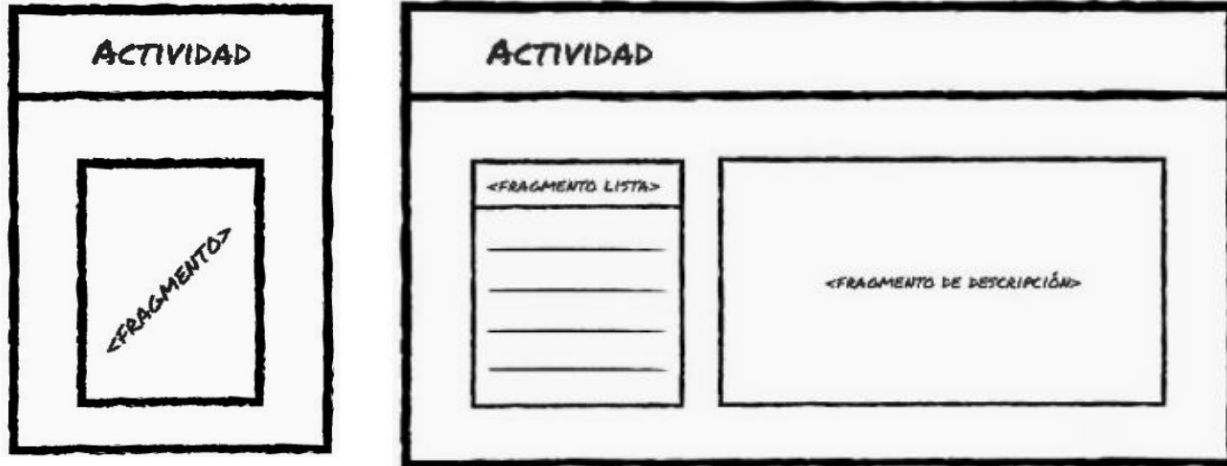 ACTIVIDAD
<FRAGMENTO>
ACTIVIDAD
<FRAGMENTO LISTA>
<FRAGMENTO DE DESCRIPCIÓN>